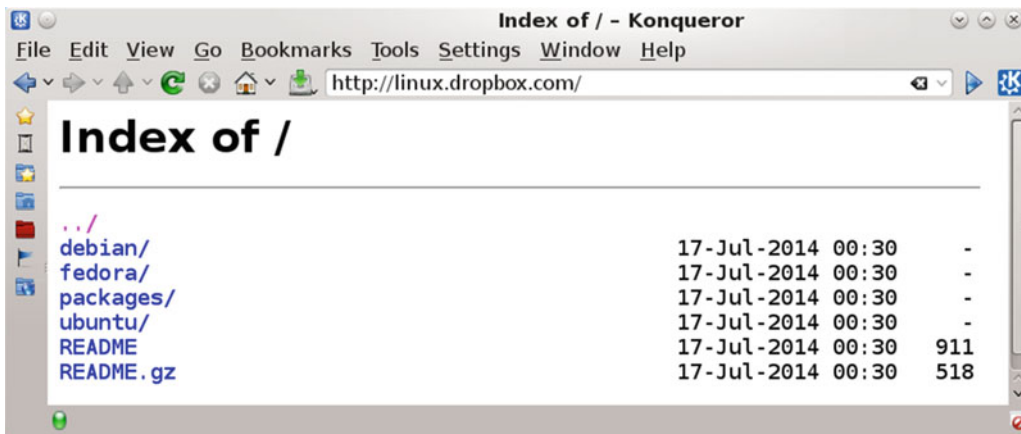 Index of / – Konqueror
File Edit View Go Bookmarks Tools Settings Window Help
http://linux.dropbox.com/
Index of /
../
debian/ 17-Jul-2014 00:30 -
fedora/ 17-Jul-2014 00:30 -
packages/ 17-Jul-2014 00:30 -
ubuntu/ 17-Jul-2014 00:30 -
README 17-Jul-2014 00:30 911
README.gz 17-Jul-2014 00:30 518